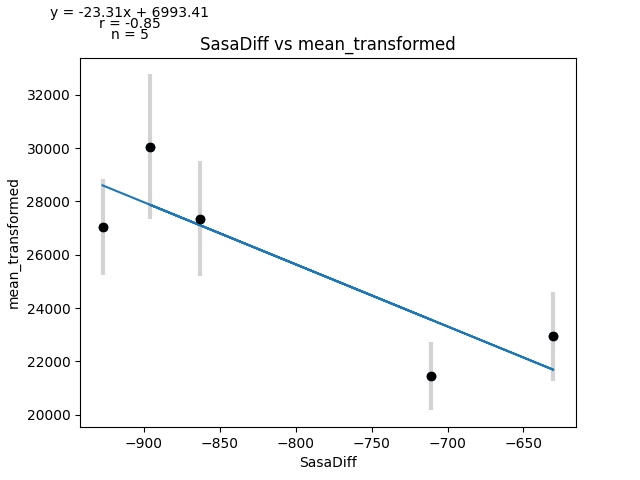 y = -23.31x + 6993.41
r = -0.85
n = 5
SasaDiff vs mean_transformed
32000
30000
28000
26000
24000
22000
20000
mean_transformed
−900
−850
−800
−750
−700
−650
SasaDiff